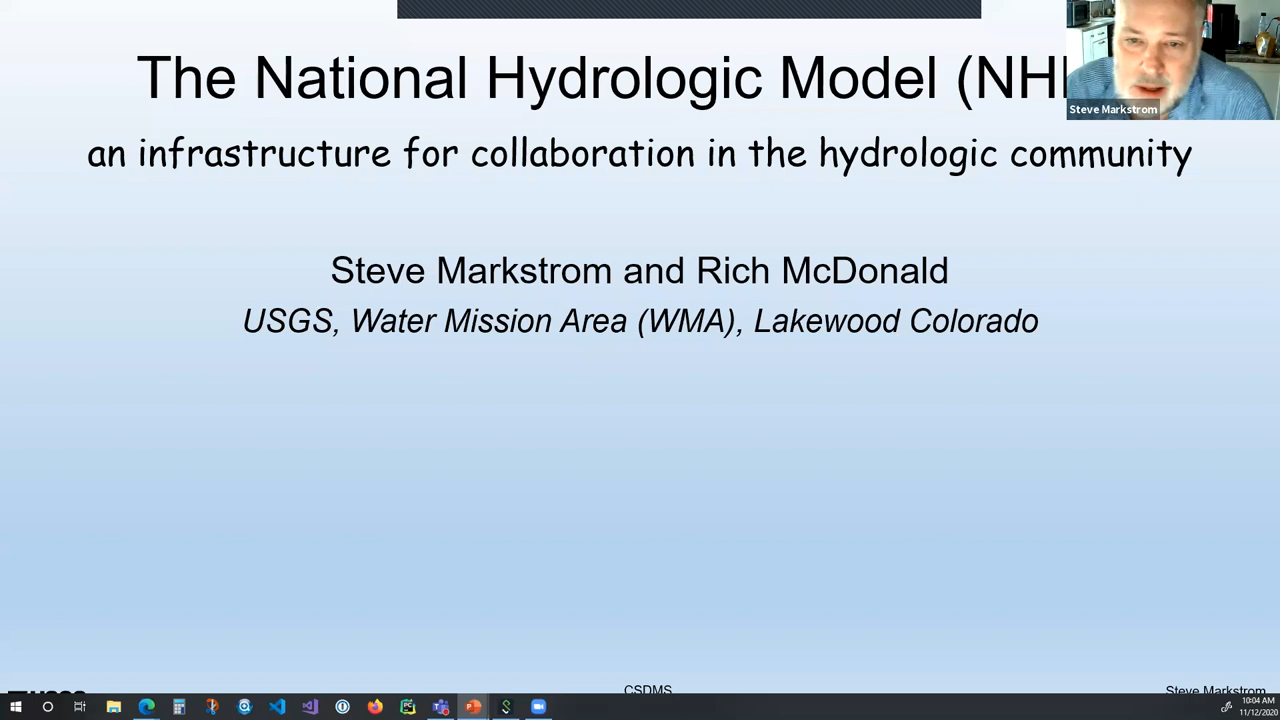 The National Hydrologic Model (NH
an infrastructure for collaboration in the hydrologic community
Steve Markstrom
Steve Markstrom and Rich McDonald
USGS, Water Mission Area (WMA), Lakewood Colorado
CSDMS
Steve Markstrom
10:04 AM
11/12/2020